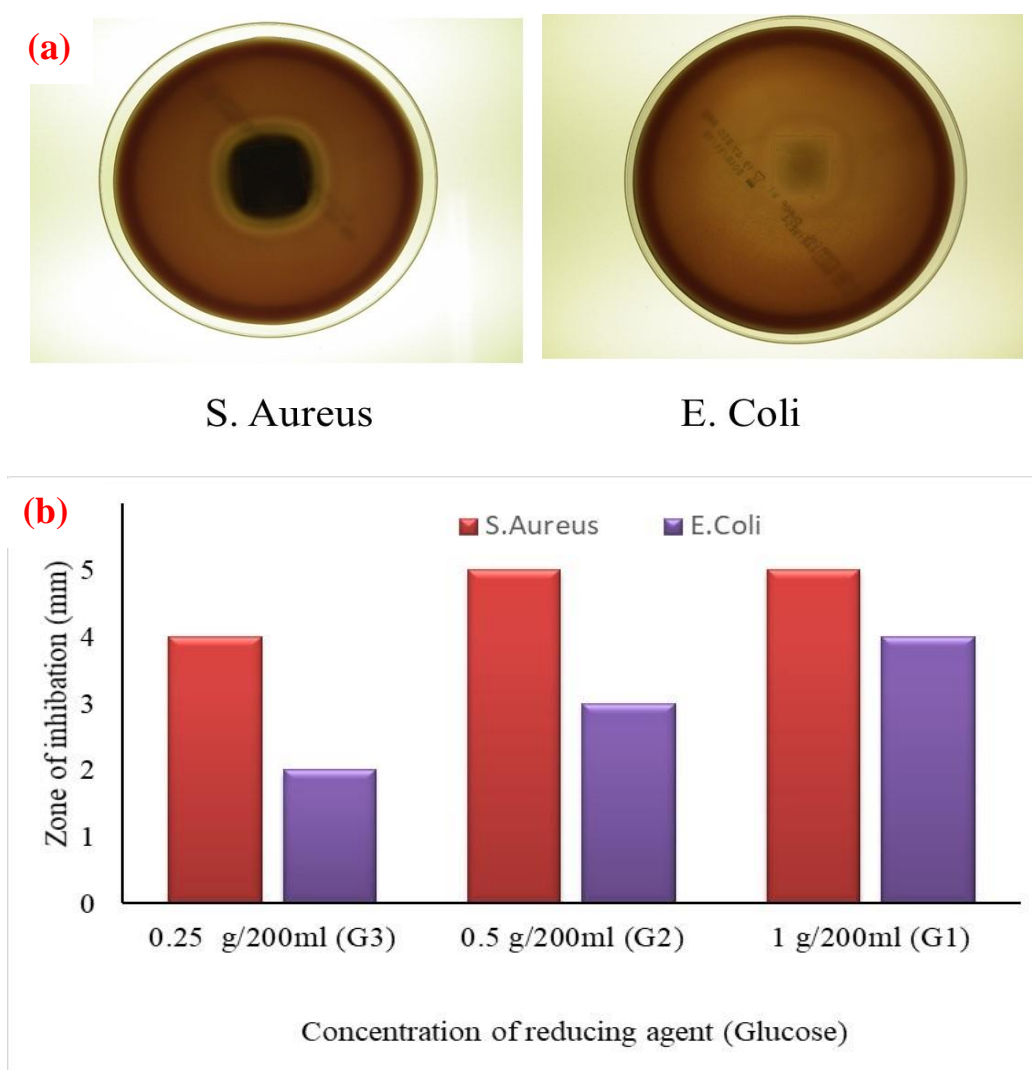 (a)
S. Aureus
E. Coli
(b)
S.Aureus
E.Coli
Zone of inhibation (mm)
5
4
3
2
1
0
0.25 g/200ml (G3)
0.5 g/200ml (G2)
1 g/200ml (G1)
Concentration of reducing agent (Glucose)